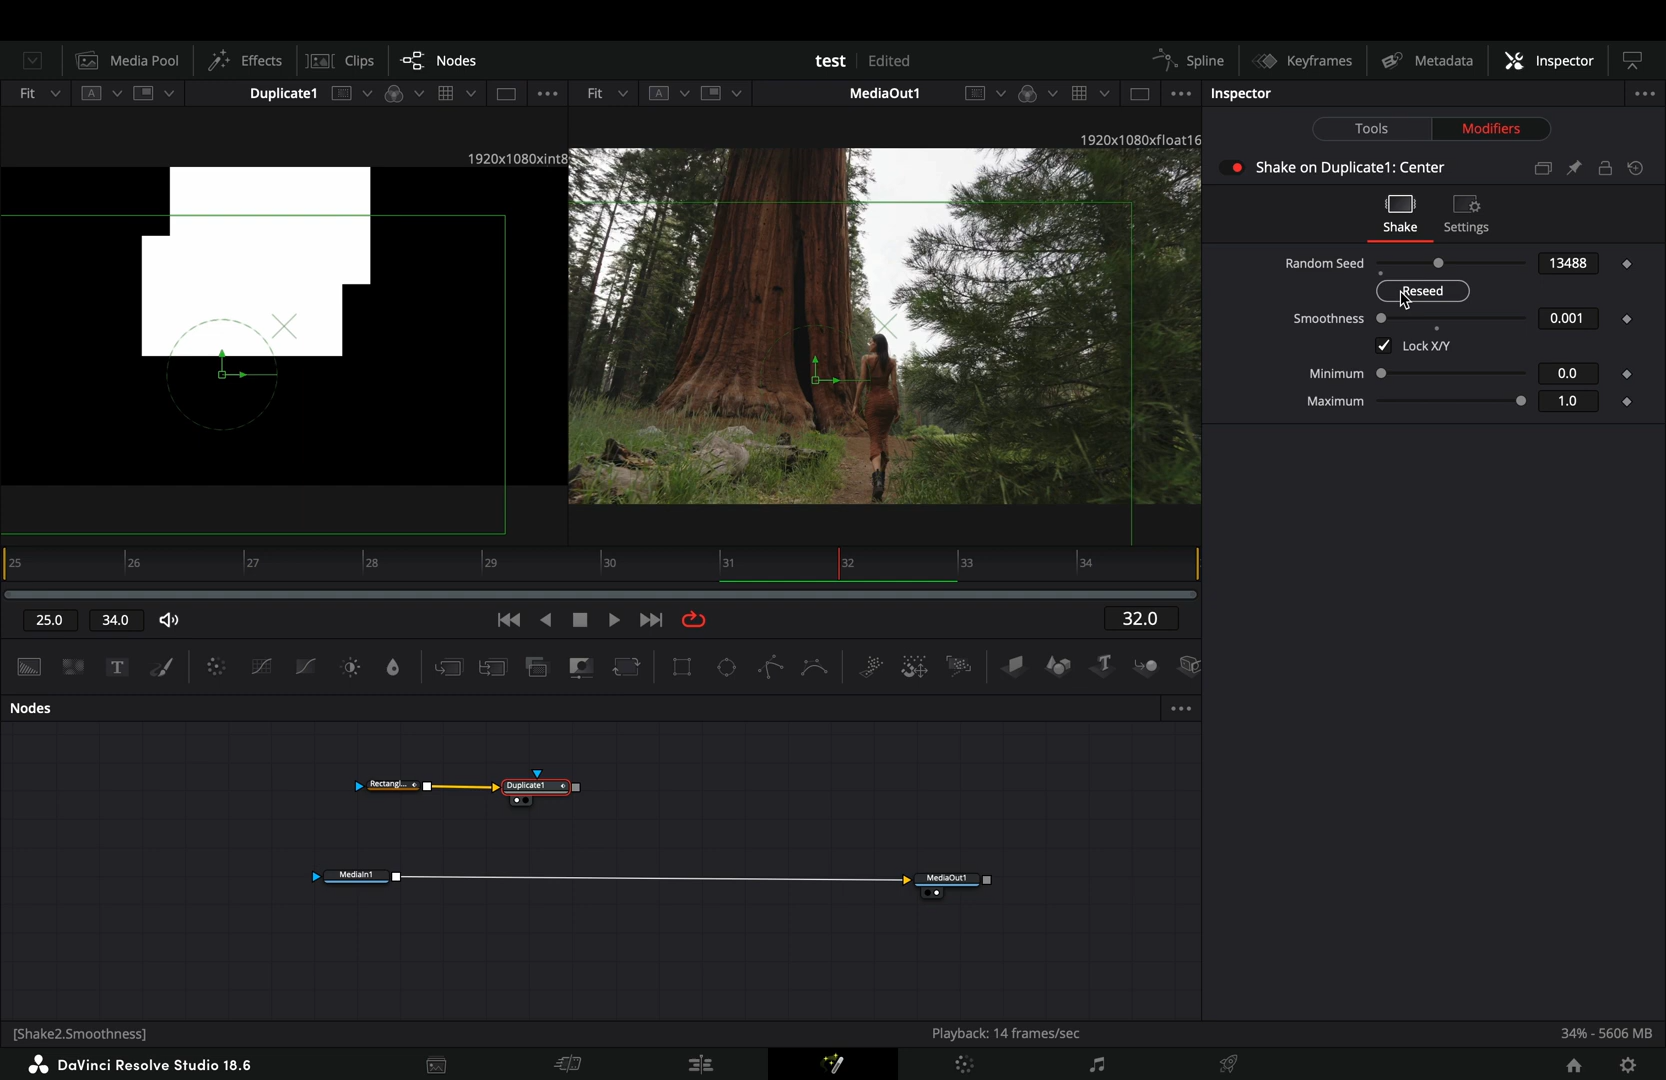 Media Pool
Effects
Clips
Nodes
test
Edited
Spline
Keyframes
Metadata
Inspector
Fit
A
Duplicate1
Fit
A
MediaOut1
Inspector
Tools
Modifiers
1920x1080xint8
1920x1080xfloat16
Shake on Duplicate1: Center
Shake
Settings
Random Seed
13488
Reseed
Smoothness
0.001
Lock X/Y
Minimum
0.0
Maximum
1.0
25
26
27
28
29
30
31
32
33
34
25.0
34.0
32.0
T
T
Nodes
Rectangl...
Duplicate1
MediaIn1
MediaOut1
[Shake2.Smoothness]
Playback: 14 frames/sec
34% - 5606 MB
DaVinci Resolve Studio 18.6